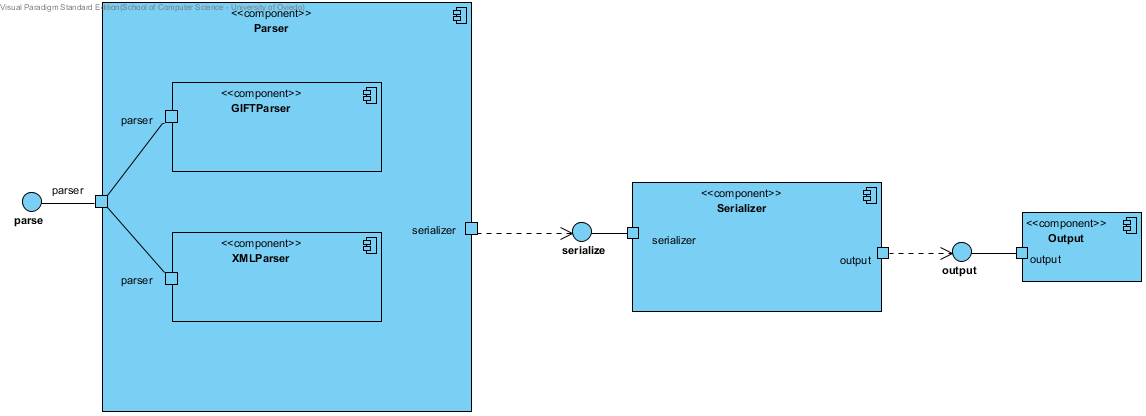 Visual Paradigm Standard Edition(School of Computer Science - University of Oviedo)
<<component>>
Parser
<<component>>
GIFTParser
parser
parser
parse
<<component>>
XMLParser
parser
serializer
serialize
<<component>>
Serializer
serializer
output
output
<<component>>
Output
output